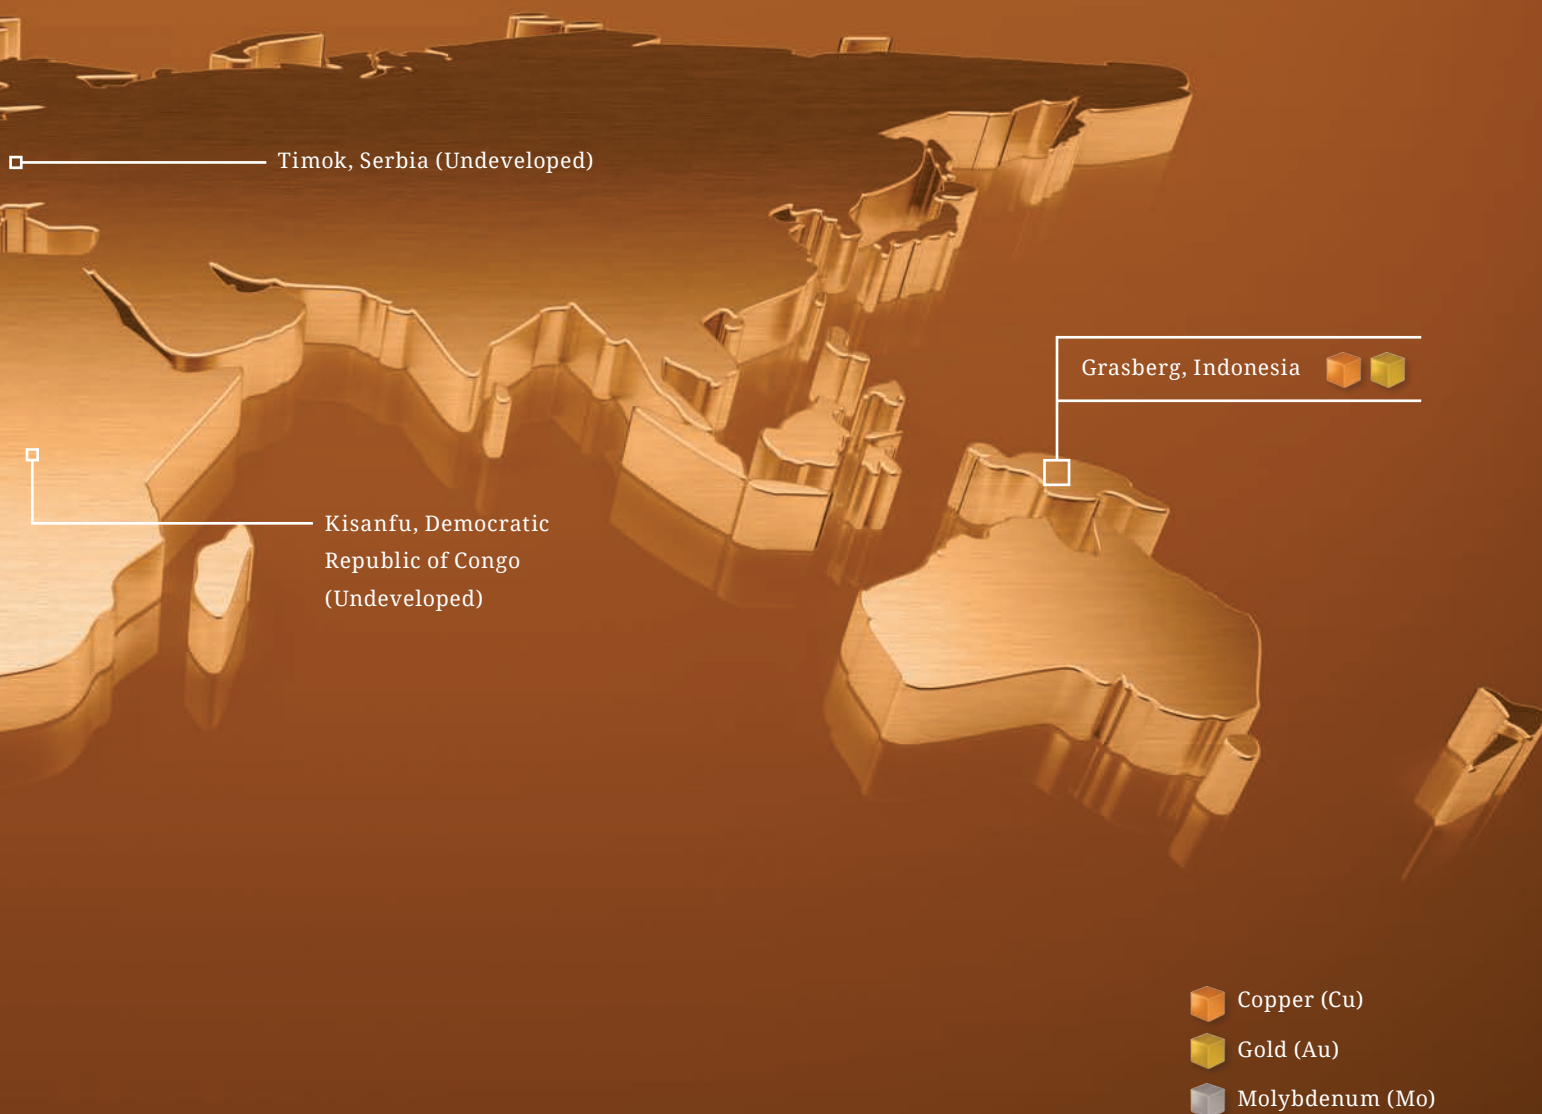 Timok, Serbia (Undeveloped)
Grasberg, Indonesia
Kisanfu, Democratic
Republic of Congo
(Undeveloped)
Copper (Cu)
Gold (Au)
Molybdenum (Mo)